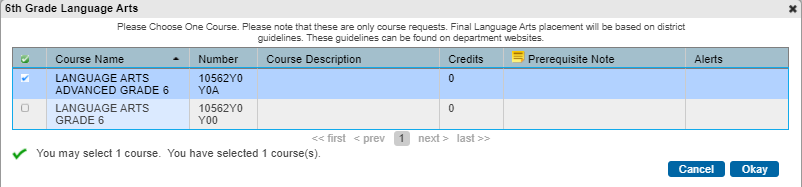 6th Grade Language Arts
Please Choose One Course. Please note that these are only course requests. Final Language Arts placement will be based on district
guidelines. These guidelines can be found on department websites.
Course Name Number Course Description Credits Prerequisite Note Alerts
LANGUAGE ARTS 10562Y0 0
ADVANCED GRADE 6 Y0A
LANGUAGE ARTS 10562Y0 0
GRADE 6 Y00
<< first < prev 1 next > last >>
You may select 1 course. You have selected 1 course(s).
Cancel Okay